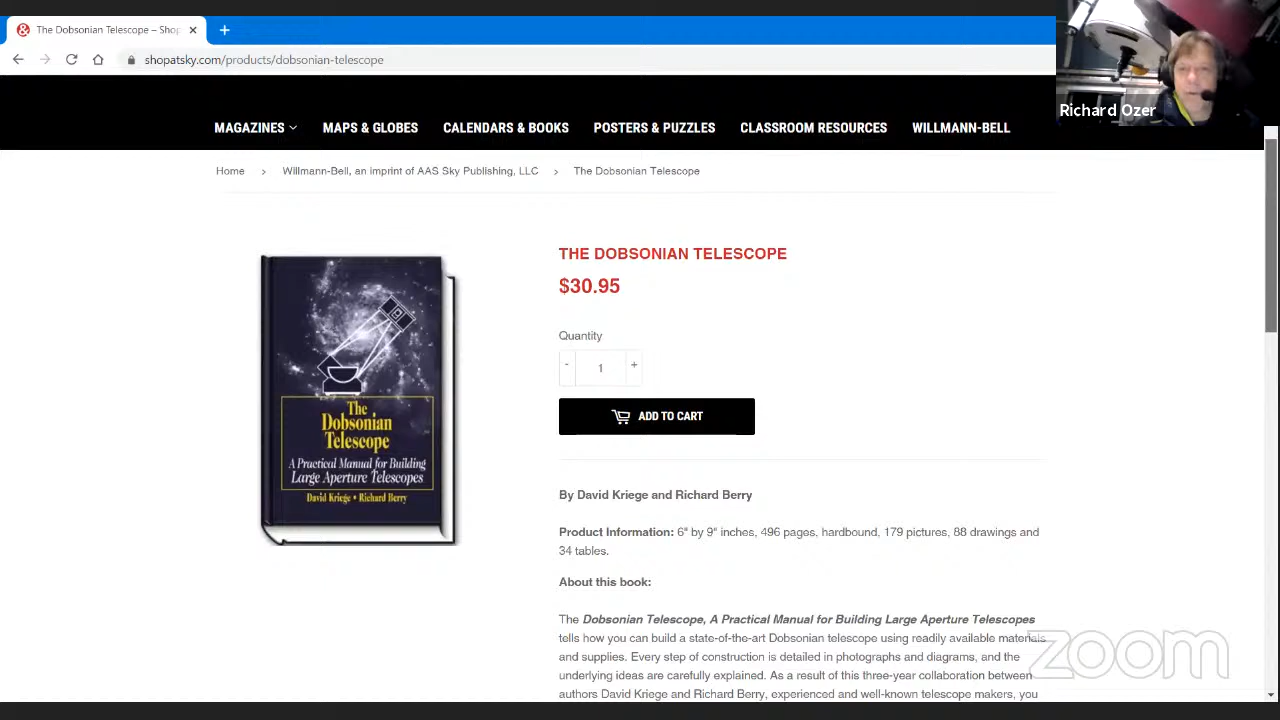 The Dobsonian Telescope – Shop
shopatsky.com/products/dobsonian-telescope
Richard Ozer
MAGAZINES MAPS & GLOBES CALENDARS & BOOKS POSTERS & PUZZLES CLASSROOM RESOURCES WILLMANN-BELL
Home › Willmann-Bell, an imprint of AAS Sky Publishing, LLC › The Dobsonian Telescope
The
Dobsonian
Telescope
A Practical Manual for Building
Large Aperture Telescopes
David Kriege • Richard Berry
THE DOBSONIAN TELESCOPE
$30.95
Quantity
- 1 +
ADD TO CART
By David Kriege and Richard Berry
Product Information: 6" by 9" inches, 496 pages, hardbound, 179 pictures, 88 drawings and
34 tables.
About this book:
The Dobsonian Telescope, A Practical Manual for Building Large Aperture Telescopes
tells how you can build a state-of-the-art Dobsonian telescope using readily available materials
and supplies. Every step of construction is detailed in photographs and diagrams, and the
underlying ideas are carefully explained. As a result of this three-year collaboration between
authors David Kriege and Richard Berry, experienced and well-known telescope makers, you
zoom